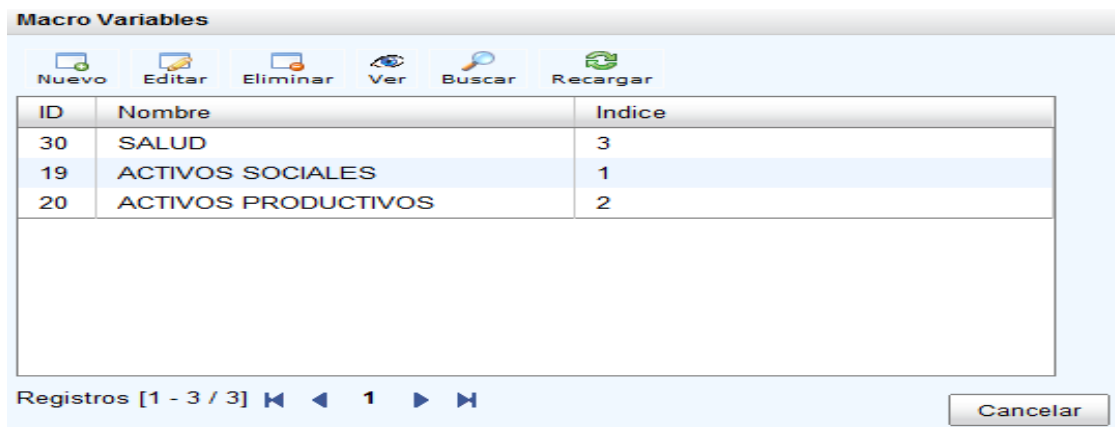 Macro Variables
Nuevo Editar Eliminar Ver Buscar Recargar
ID Nombre Indice
30 SALUD 3
19 ACTIVOS SOCIALES 1
20 ACTIVOS PRODUCTIVOS 2
Registros [1 - 3 / 3] 1
Cancelar